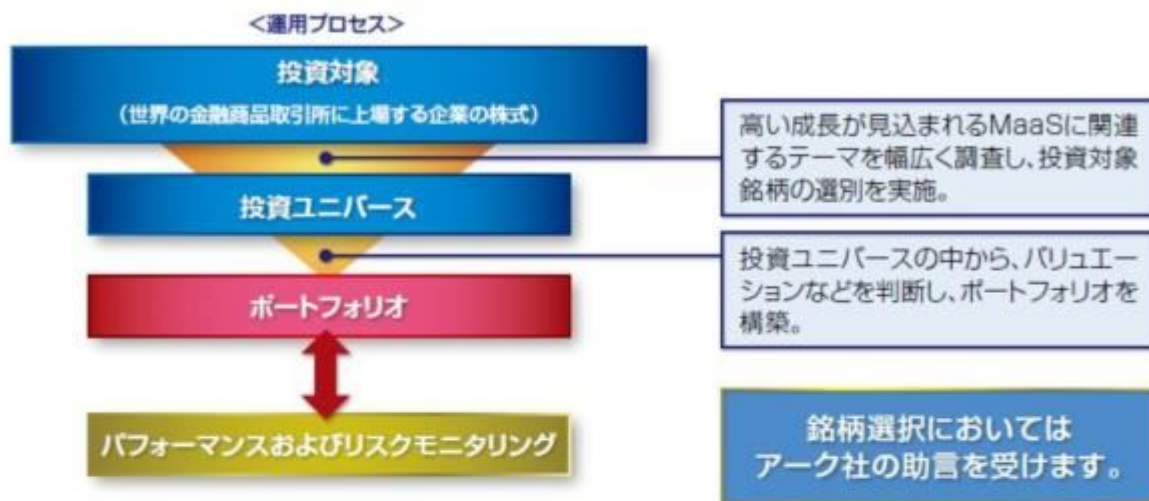 <運用プロセス>
投資対象
(世界の金融商品取引所に上場する企業の株式)
高い成長が見込まれるMaaSに関連
するテーマを幅広く調査し、投資対象
銘柄の選別を実施。
投資ユニバース
投資ユニバースの中から、バリュエー
ションなどを判断し、ポートフォリオを
構築。
ポートフォリオ
パフォーマンスおよびリスクモニタリング
銘柄選択においては
アーク社の助言を受けます。